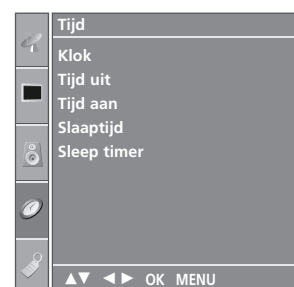 Tijd
Klok
Tijd uit
Tijd aan
Slaaptijd
Sleep timer
▲▼ ◄► OK MENU